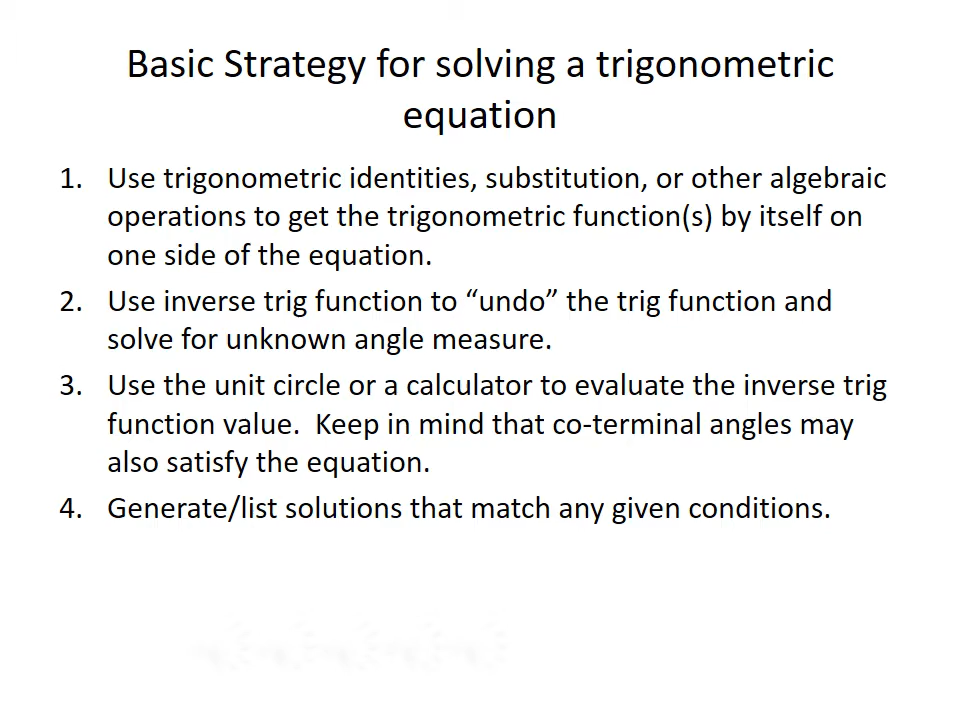 Basic Strategy for solving a trigonometric
equation
1. Use trigonometric identities, substitution, or other algebraic
operations to get the trigonometric function(s) by itself on
one side of the equation.
2. Use inverse trig function to “undo” the trig function and
solve for unknown angle measure.
3. Use the unit circle or a calculator to evaluate the inverse trig
function value.  Keep in mind that co-terminal angles may
also satisfy the equation.
4. Generate/list solutions that match any given conditions.